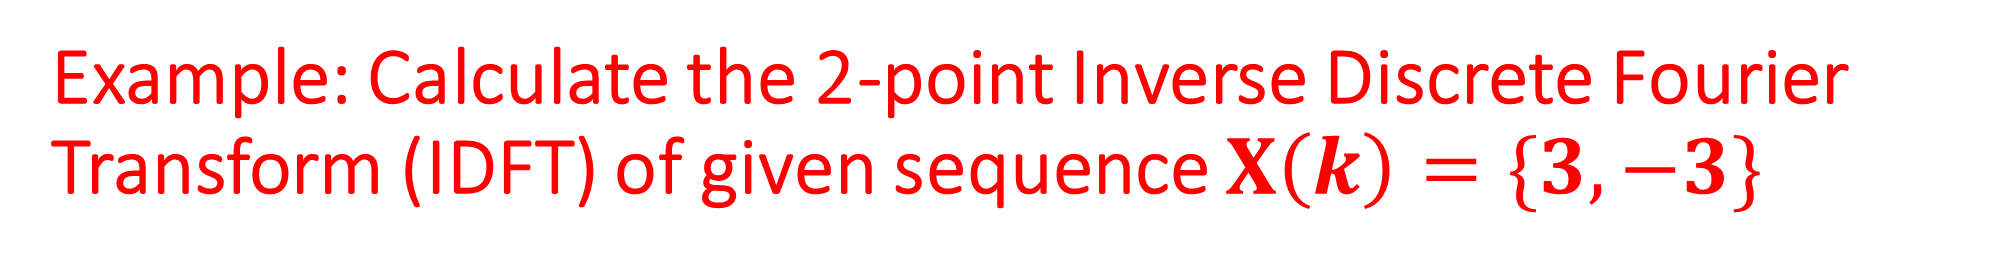 Example: Calculate the 2-point Inverse Discrete Fourier
Transform (IDFT) of given sequence X(k) = {3, −3}